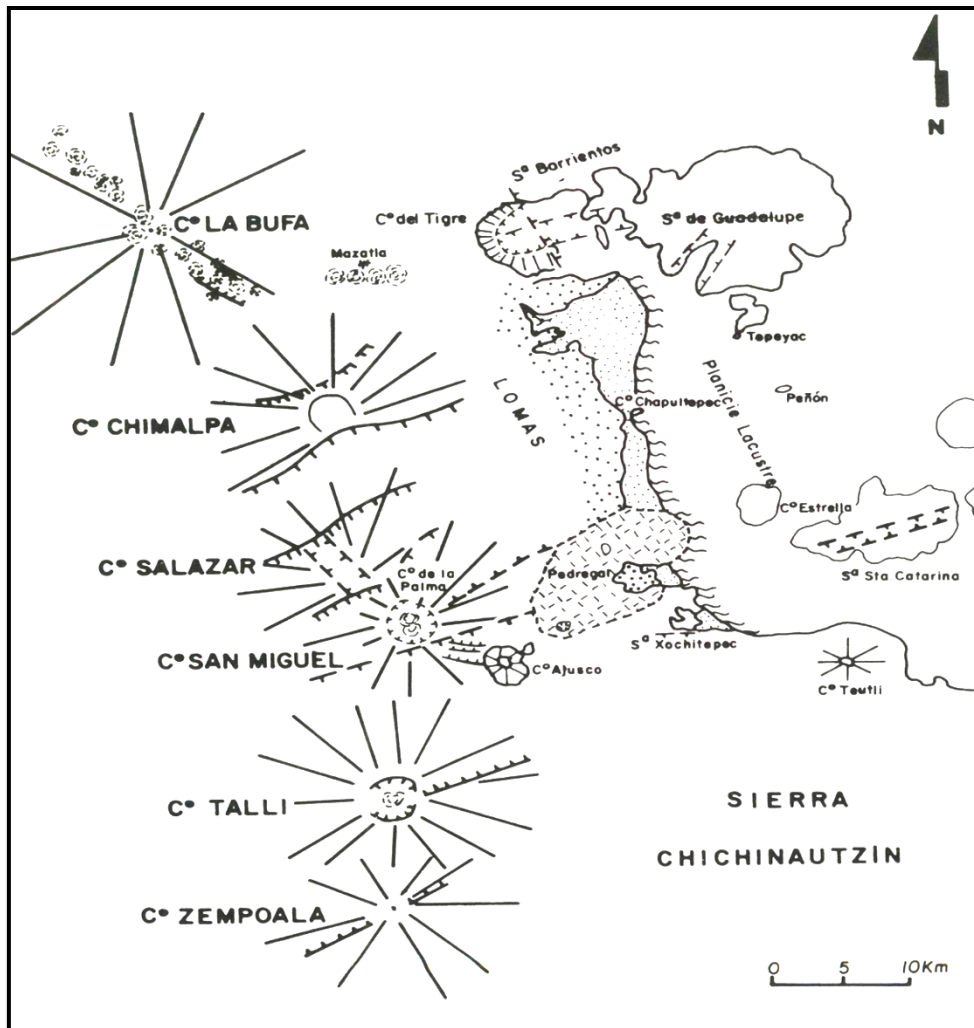 N
Sª Barrientos
Cº del Tigre
Sª de Guadelupe
Cº LA BUFA
Mazatla
Tepeyac
Planicie Lacustre
Peñón
LOMAS
Cº Chapultepec
Cº CHIMALPA
Cº Estrella
Cº SALAZAR
Cº de la
Palma
Pedregal
Sª Sta. Catarina
Cº SAN MIGUEL
Sª Xochitepec
Cº Ajusco
Cº Teutli
Cº TALLI
SIERRA
CHICHINAUTZIN
Cº ZEMPOALA
0 5 10Km